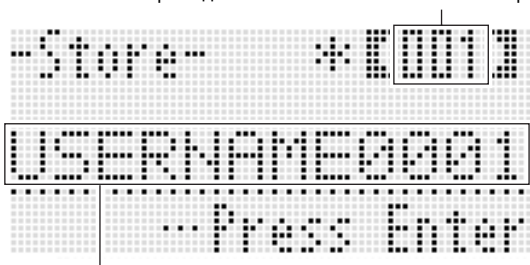 -Store- *【001】
USERNAME0001
…Press Enter